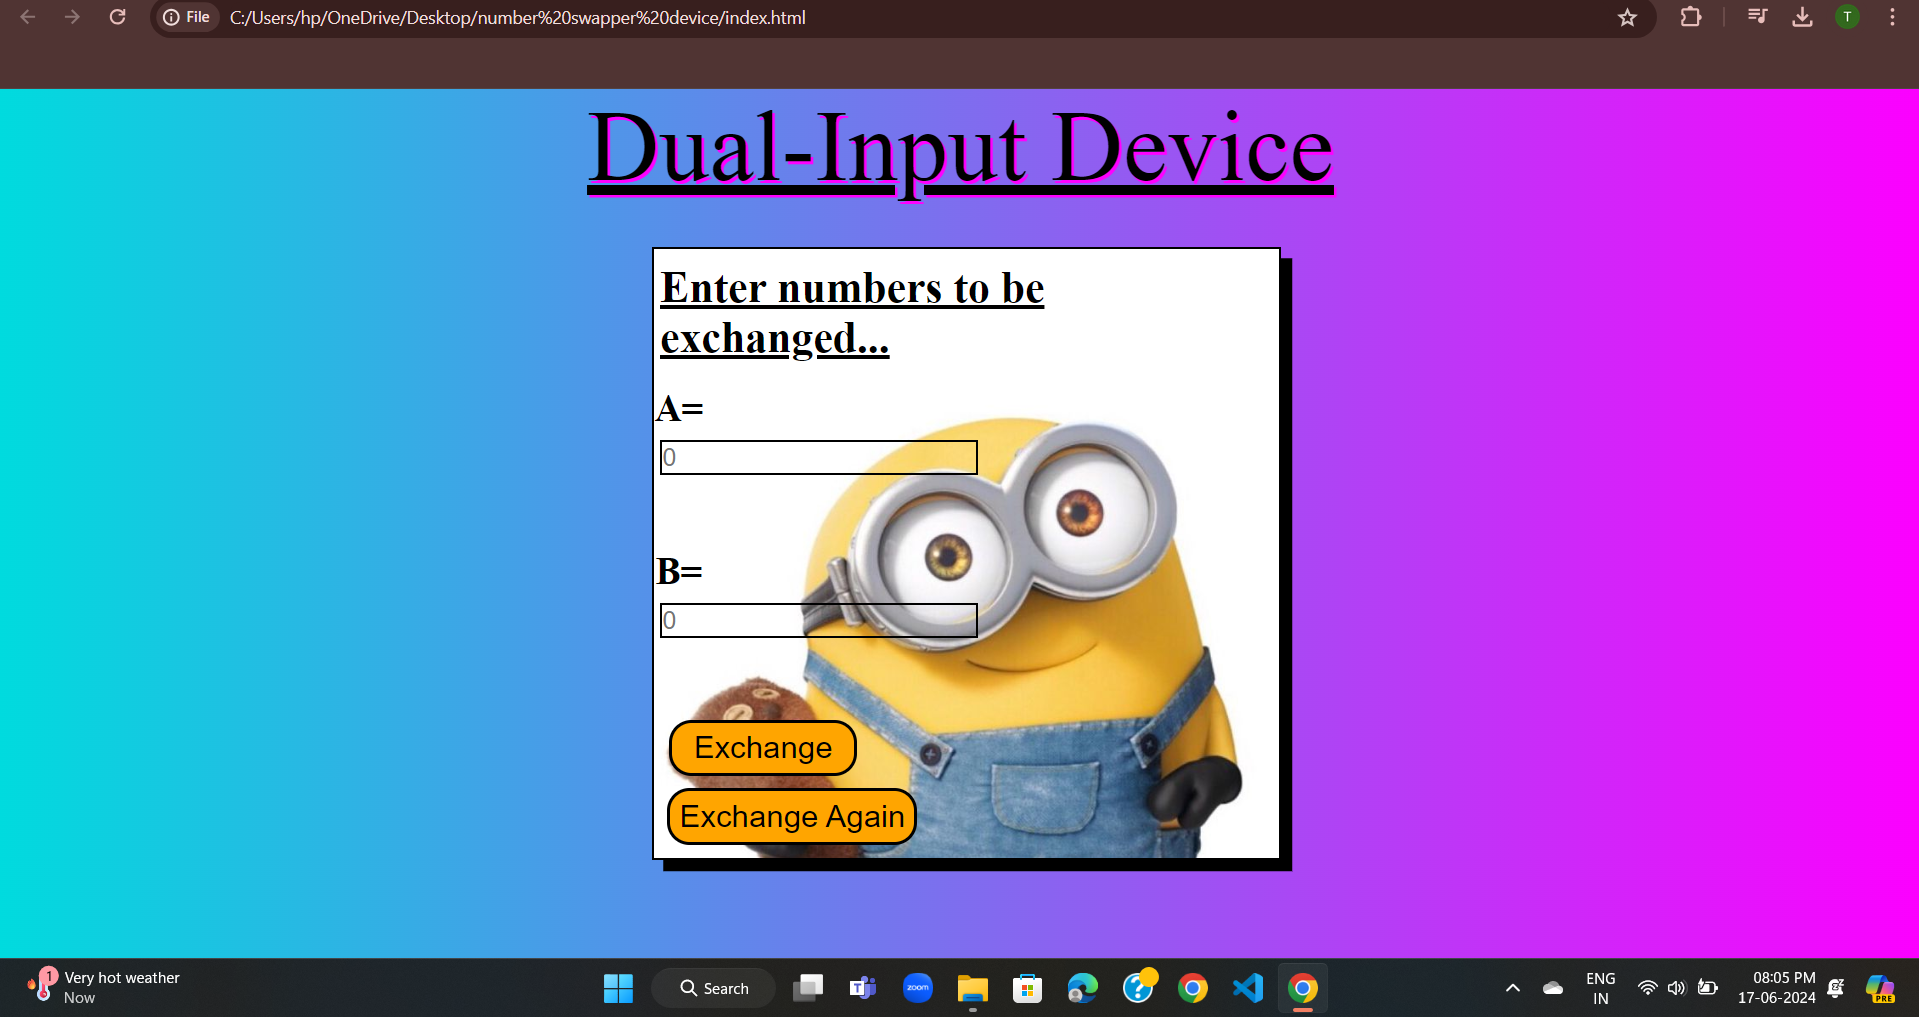 File C:/Users/hp/OneDrive/Desktop/number%20swapper%20device/index.html
T
Dual-Input Device
Enter numbers to be
exchanged...
A=
0
B=
0
Exchange
Exchange Again
1
Very hot weather
Now
Search
zoom
ENG
IN
08:05 PM
17-06-2024
PRE